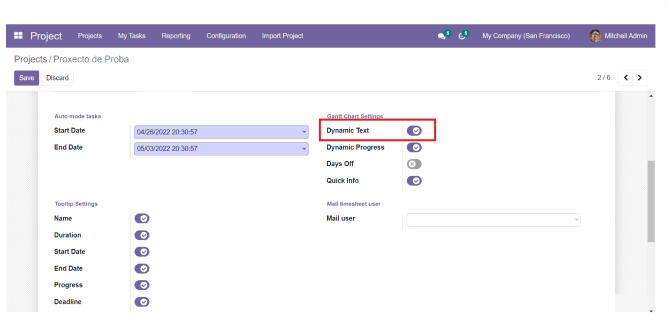 Project Projects My Tasks Reporting Configuration Import Project My Company (San Francisco) Mitchell Admin
Projects / Proxecto de Proba
Save Discard 2 / 6
Auto mode tasks
Start Date 04/26/2022 20:30:57
End Date 05/03/2022 20:30:57
Gantt Chart Settings
Dynamic Text
Dynamic Progress
Days Off
Quick Info
Tooltip Settings
Name
Duration
Start Date
End Date
Progress
Deadline
Mail timesheet user
Mail user